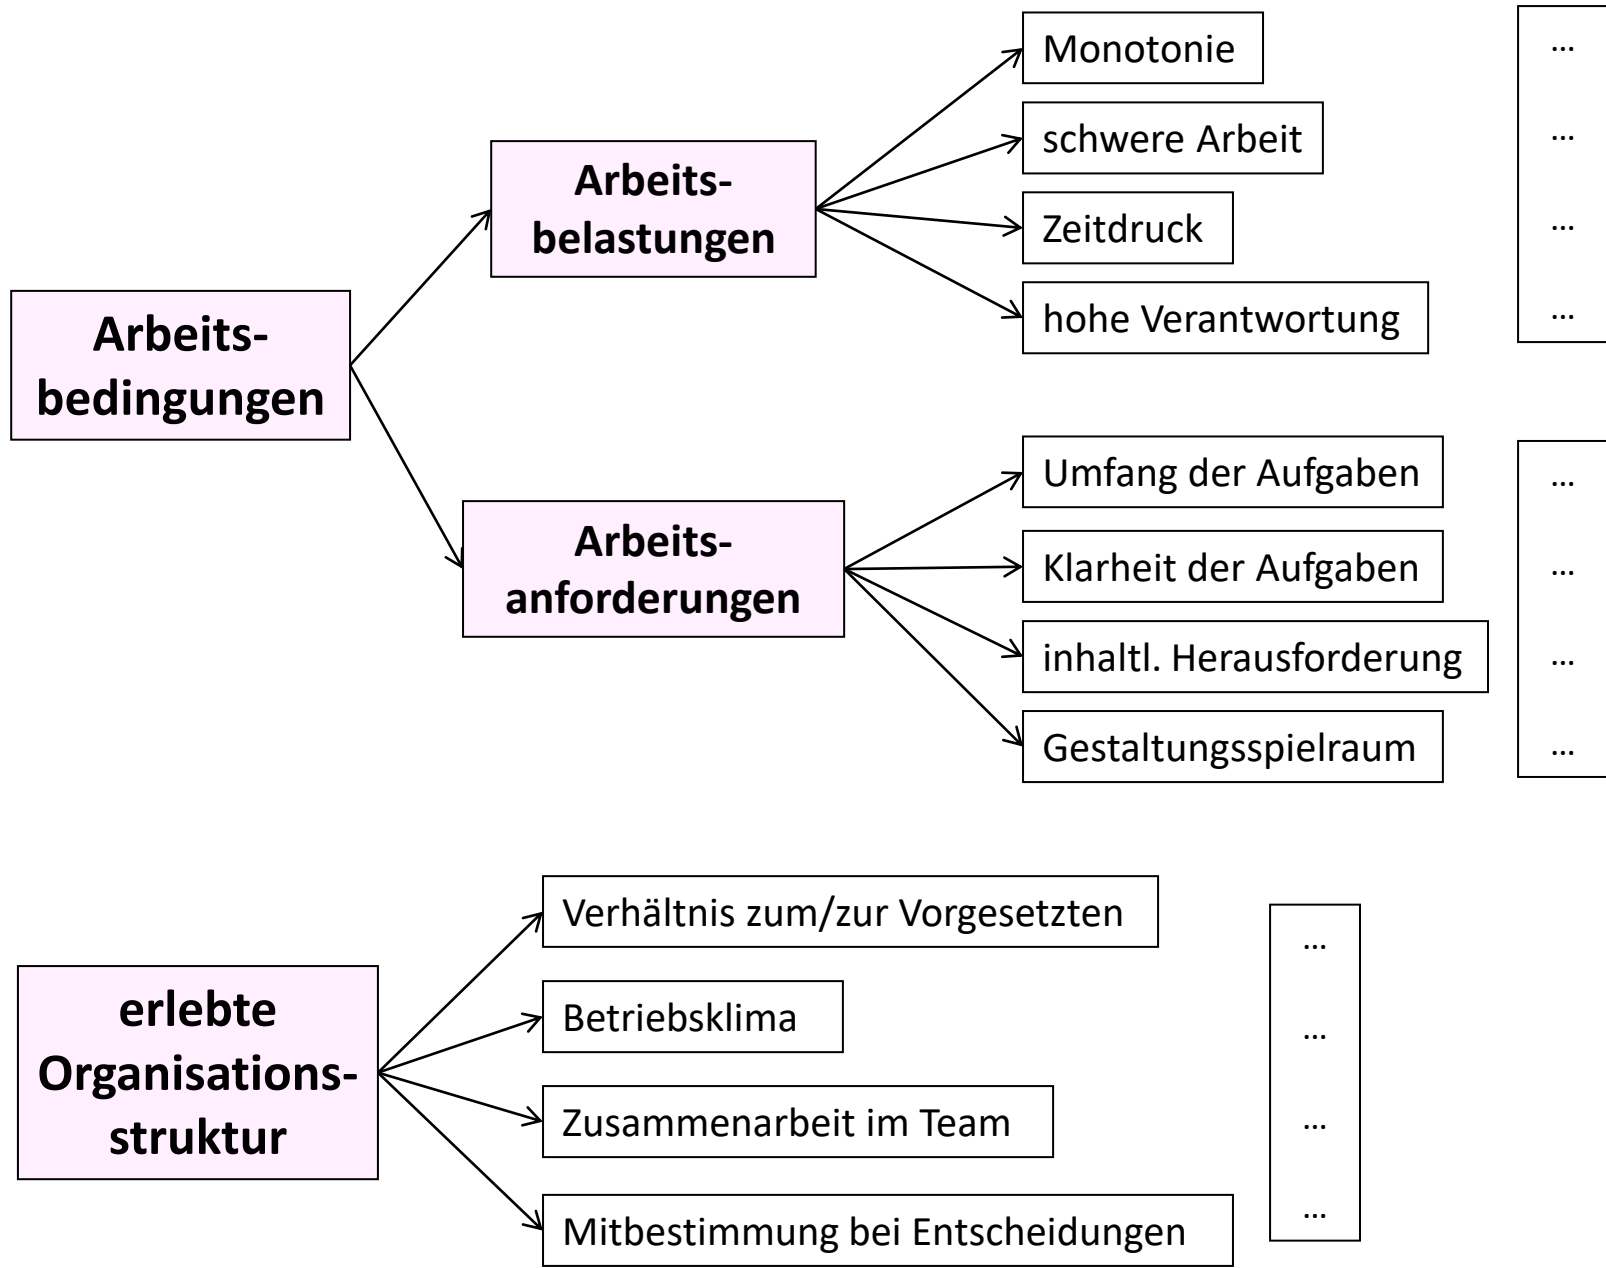 Monotonie
...
schwere Arbeit
...
Arbeits-
belastungen
Zeitdruck
...
hohe Verantwortung
...
Arbeits-
bedingungen
Umfang der Aufgaben
...
Arbeits-
anforderungen
Klarheit der Aufgaben
...
inhaltl. Herausforderung
...
Gestaltungsspielraum
...
Verhältnis zum/zur Vorgesetzten
...
erlebte
Organisations-
struktur
Betriebsklima
...
Zusammenarbeit im Team
...
Mitbestimmung bei Entscheidungen
...